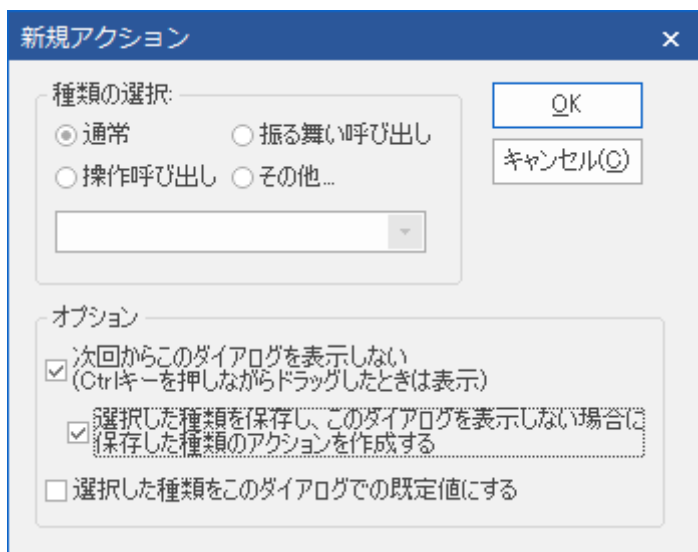 新規アクション
×
種類の選択:
通常
振る舞い呼び出し
操作呼び出し
その他...
OK
キャンセル(C)
オプション
次回からこのダイアログを表示しない
(Ctrlキーを押しながらドラッグしたときは表示)
選択した種類を保存し、このダイアログを表示しない場合に
保存した種類のアクションを作成する
選択した種類をこのダイアログでの既定値にする